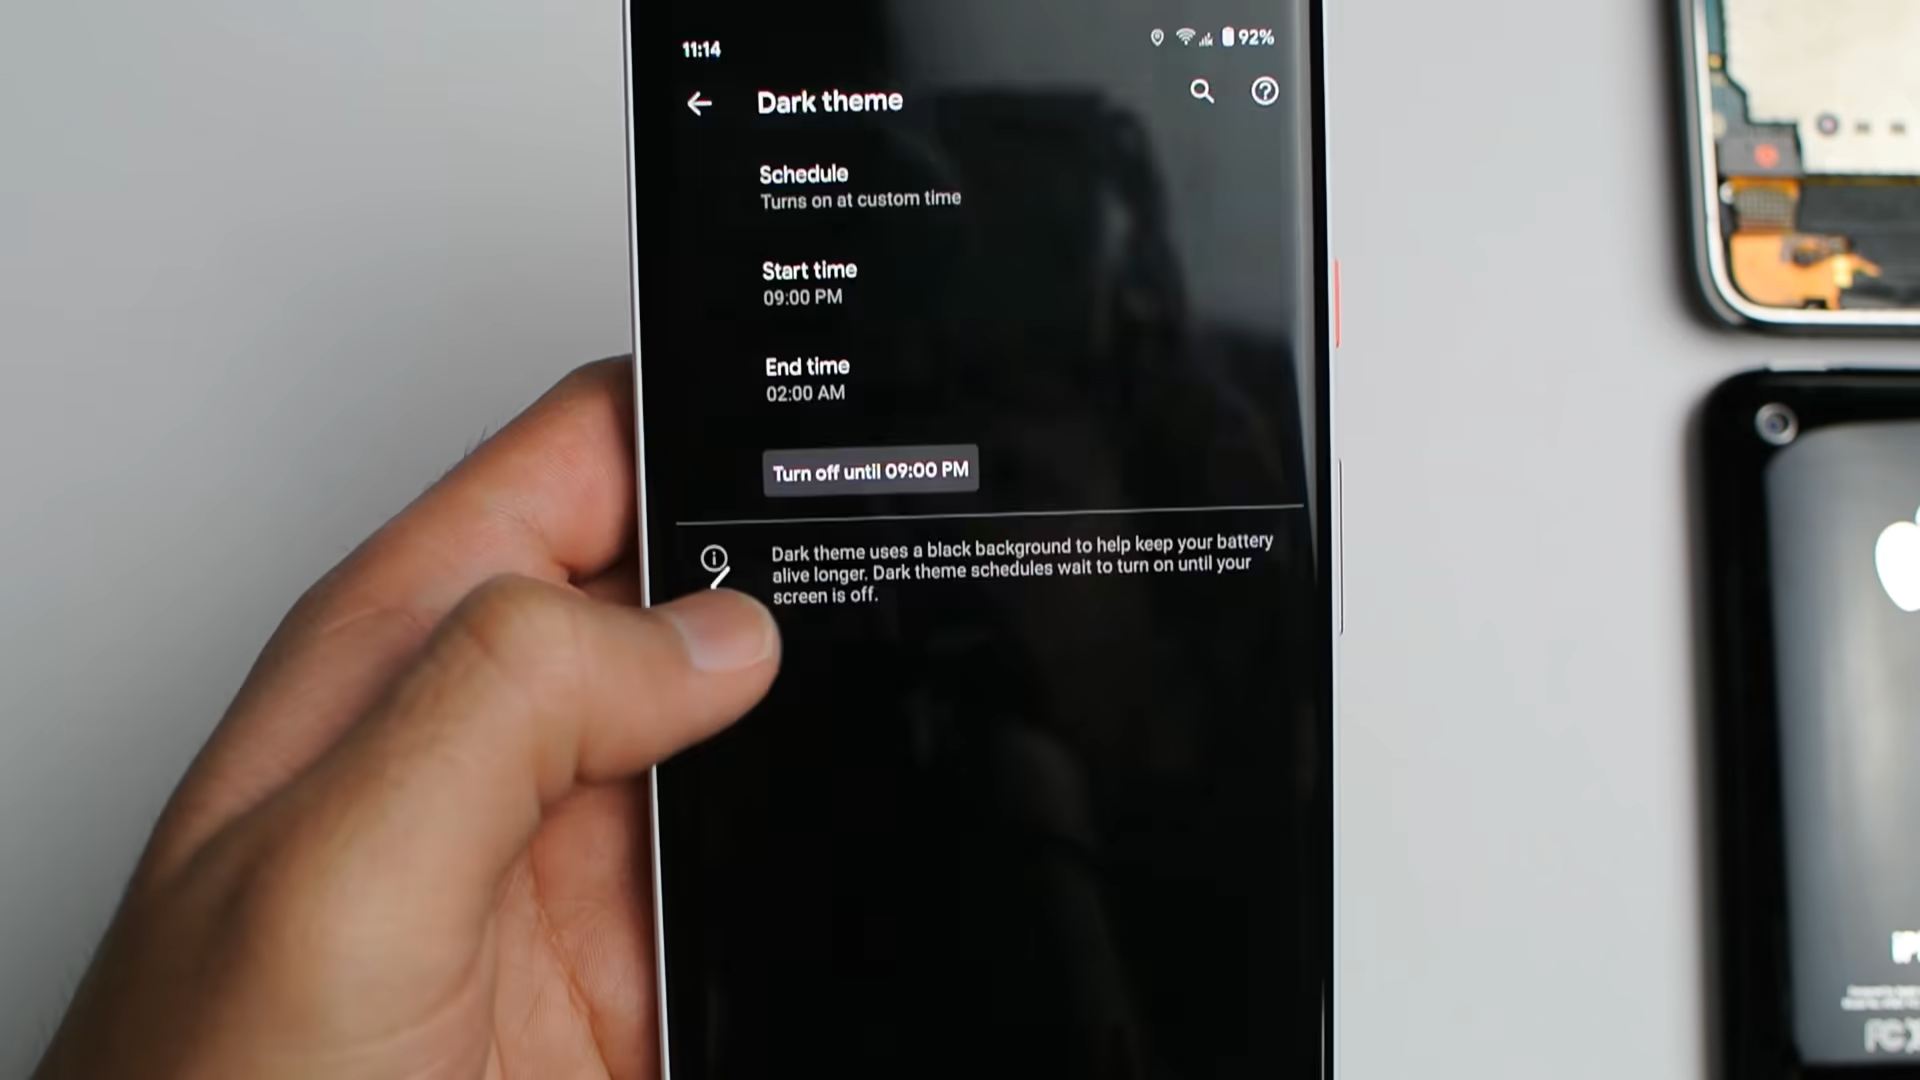 11:14
92%
Dark theme
Schedule
Turns on at custom time
Start time
09:00 PM
End time
02:00 AM
Turn off until 09:00 PM
Dark theme uses a black background to help keep your battery
alive longer. Dark theme schedules wait to turn on until your
screen is off.